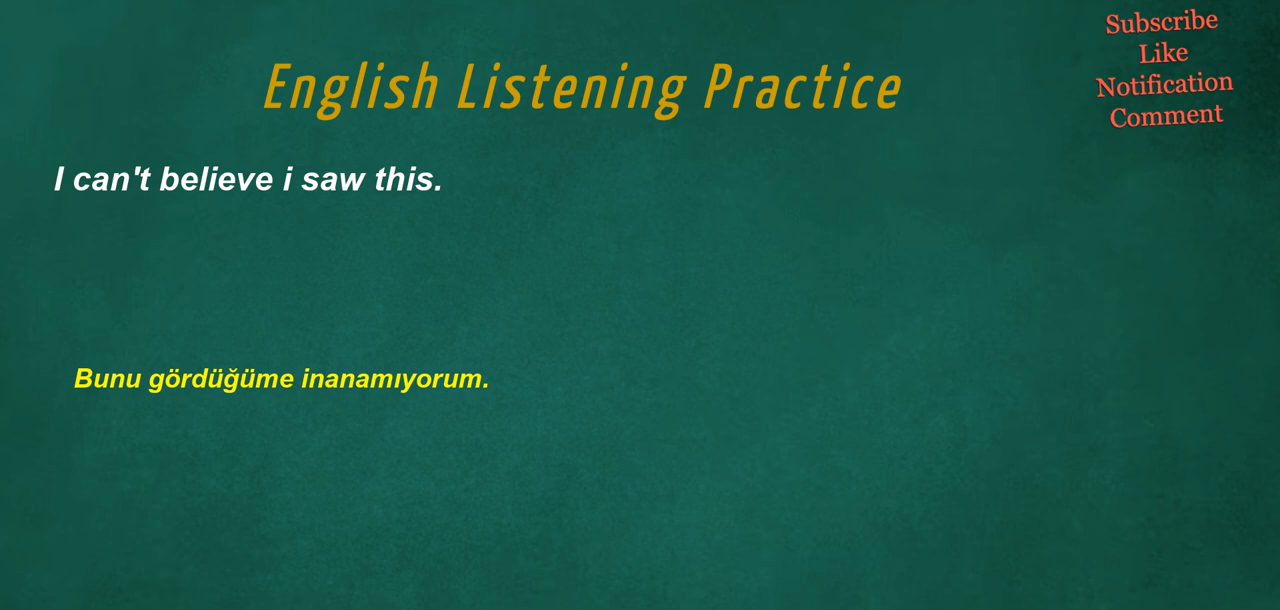 Subscribe
Like
Notification
Comment
English Listening Practice
I can't believe i saw this.
Bunu gördüğüme inanamıyorum.